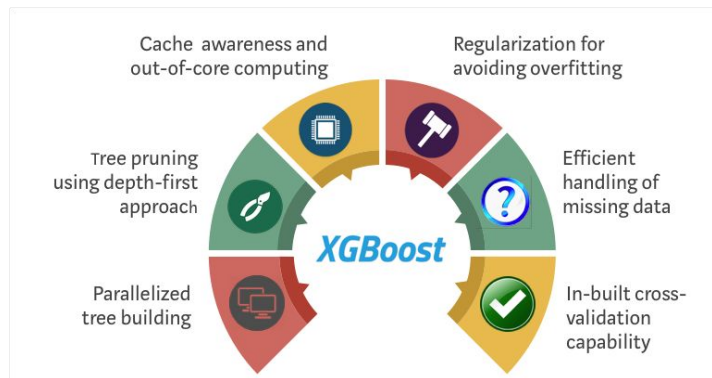 Cache awareness and
out-of-core computing
Regularization for
avoiding overfitting
Tree pruning
using depth-first
approach
Efficient
handling of
missing data
?
XGBoost
Parallelized
tree building
In-built cross-
validation
capability